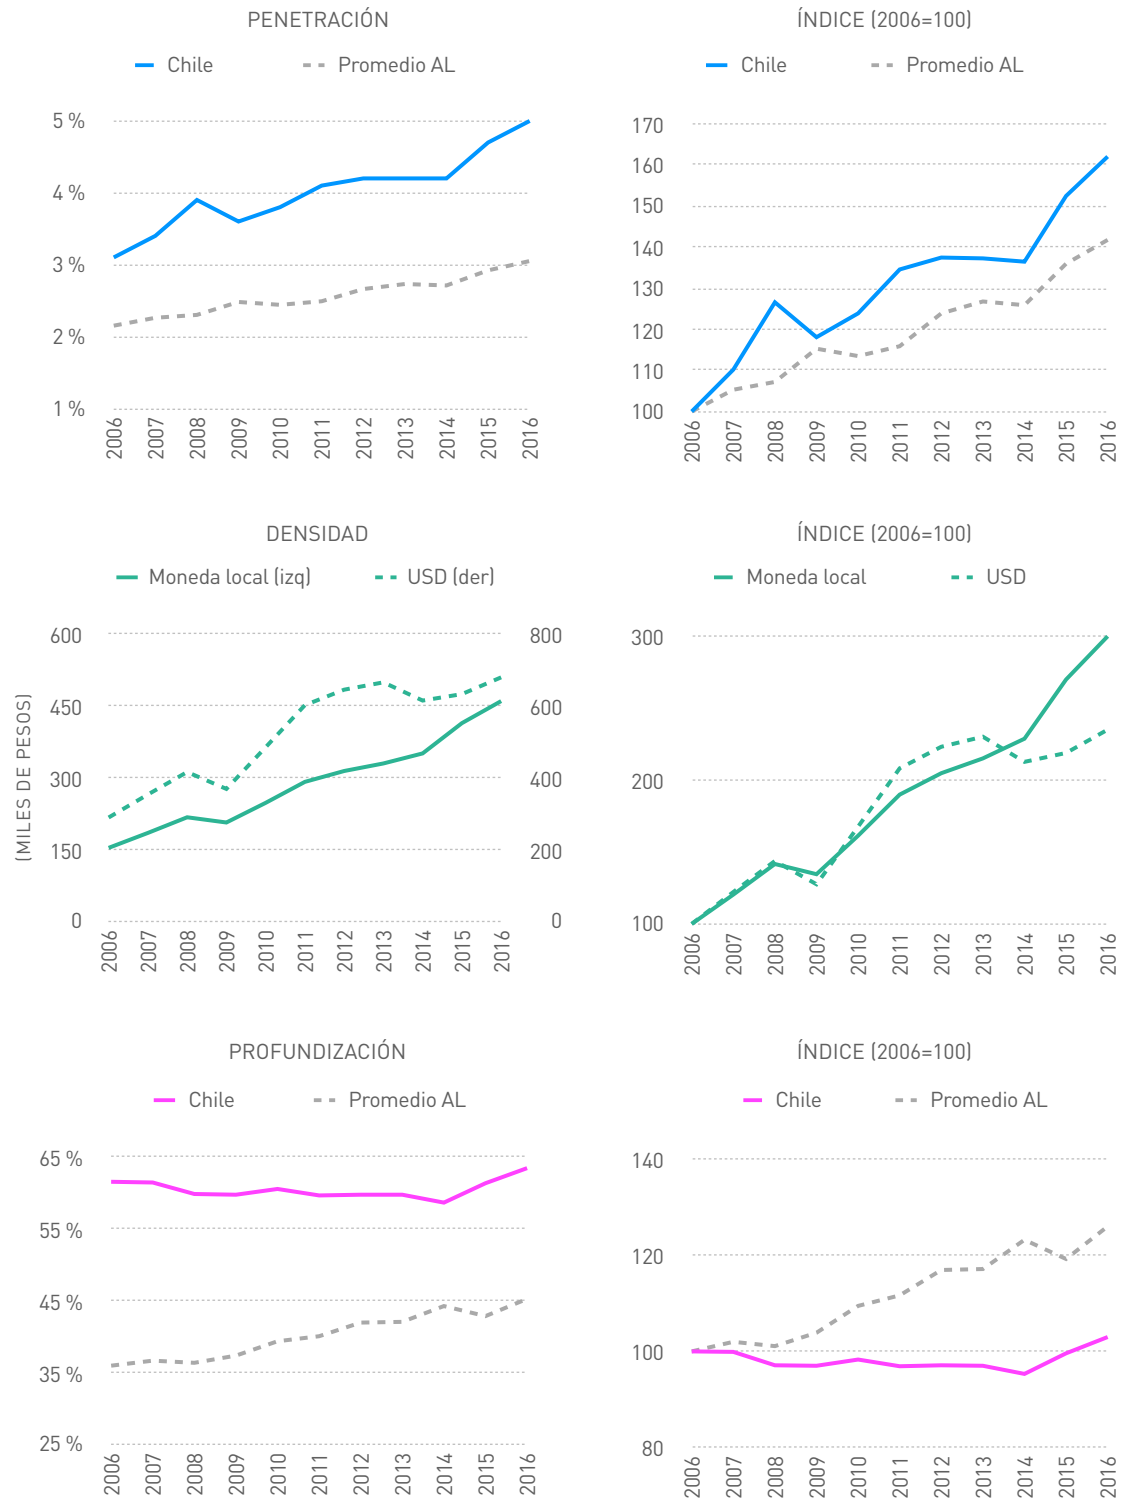 PENETRACIÓN
Chile Promedio AL
5 %
4 %
3 %
2 %
1 %
2006 2007 2008 2009 2010 2011 2012 2013 2014 2015 2016
ÍNDICE (2006=100)
Chile Promedio AL
170
160
150
140
130
120
110
100
2006 2007 2008 2009 2010 2011 2012 2013 2014 2015 2016
DENSIDAD
Moneda local (izq) USD (der)
(MILES DE PESOS)
600 800
450 600
300 400
150 200
0 0
2006 2007 2008 2009 2010 2011 2012 2013 2014 2015 2016
ÍNDICE (2006=100)
Moneda local USD
300
200
100
2006 2007 2008 2009 2010 2011 2012 2013 2014 2015 2016
PROFUNDIZACIÓN
Chile Promedio AL
65 %
55 %
45 %
35 %
25 %
2006 2007 2008 2009 2010 2011 2012 2013 2014 2015 2016
ÍNDICE (2006=100)
Chile Promedio AL
140
120
100
80
2006 2007 2008 2009 2010 2011 2012 2013 2014 2015 2016